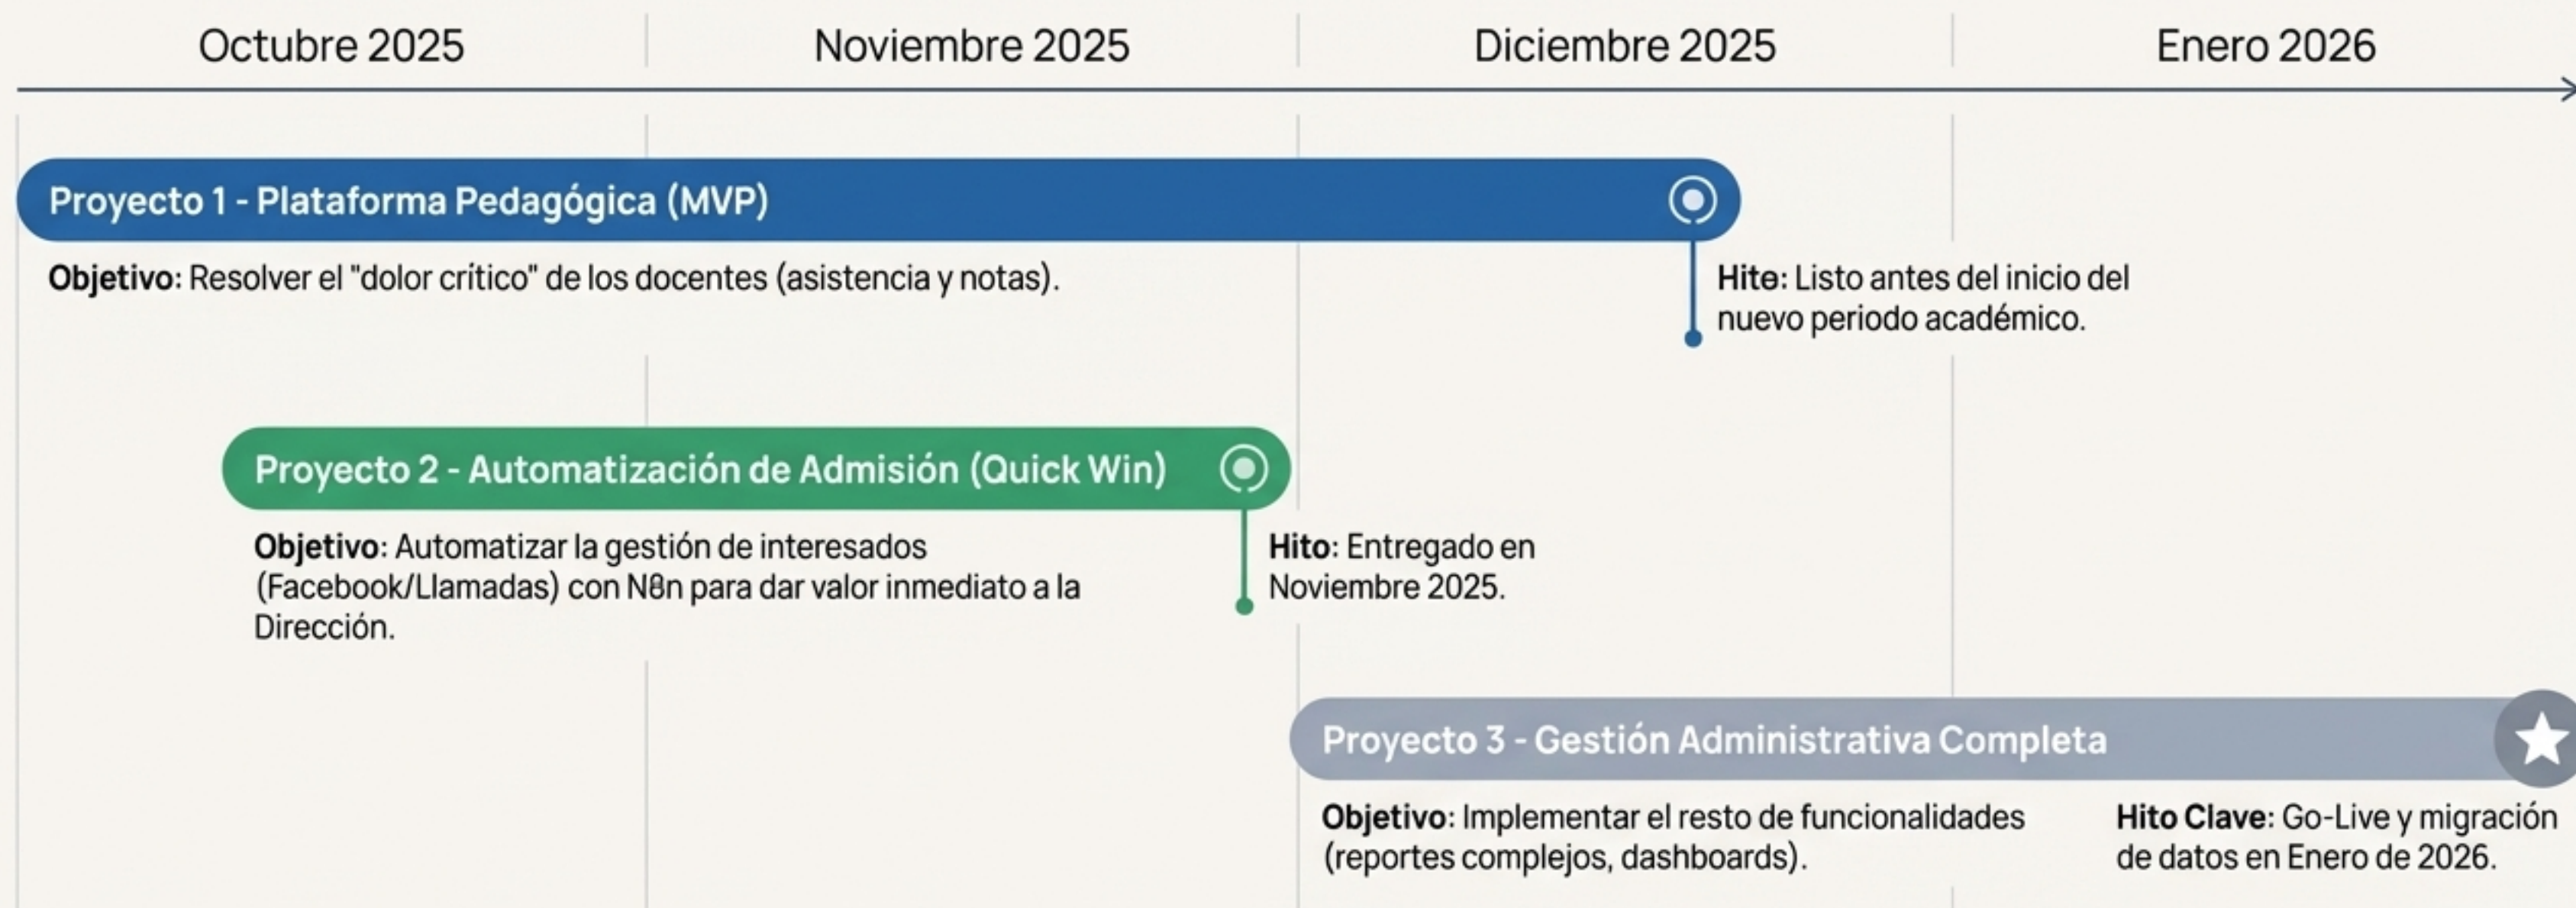 Octubre 2025
Noviembre 2025
Diciembre 2025
Enero 2026
Proyecto 1 - Plataforma Pedagógica (MVP)
Objetivo: Resolver el "dolor crítico" de los docentes (asistencia y notas).
Hito: Listo antes del inicio del
nuevo periodo académico.
Proyecto 2 - Automatización de Admisión (Quick Win)
Objetivo: Automatizar la gestión de interesados
(Facebook/Llamadas) con N8n para dar valor inmediato a la
Dirección.
Hito: Entregado en
Noviembre 2025.
Proyecto 3 - Gestión Administrativa Completa
Objetivo: Implementar el resto de funcionalidades
(reportes complejos, dashboards).
Hito Clave: Go-Live y migración
de datos en Enero de 2026.